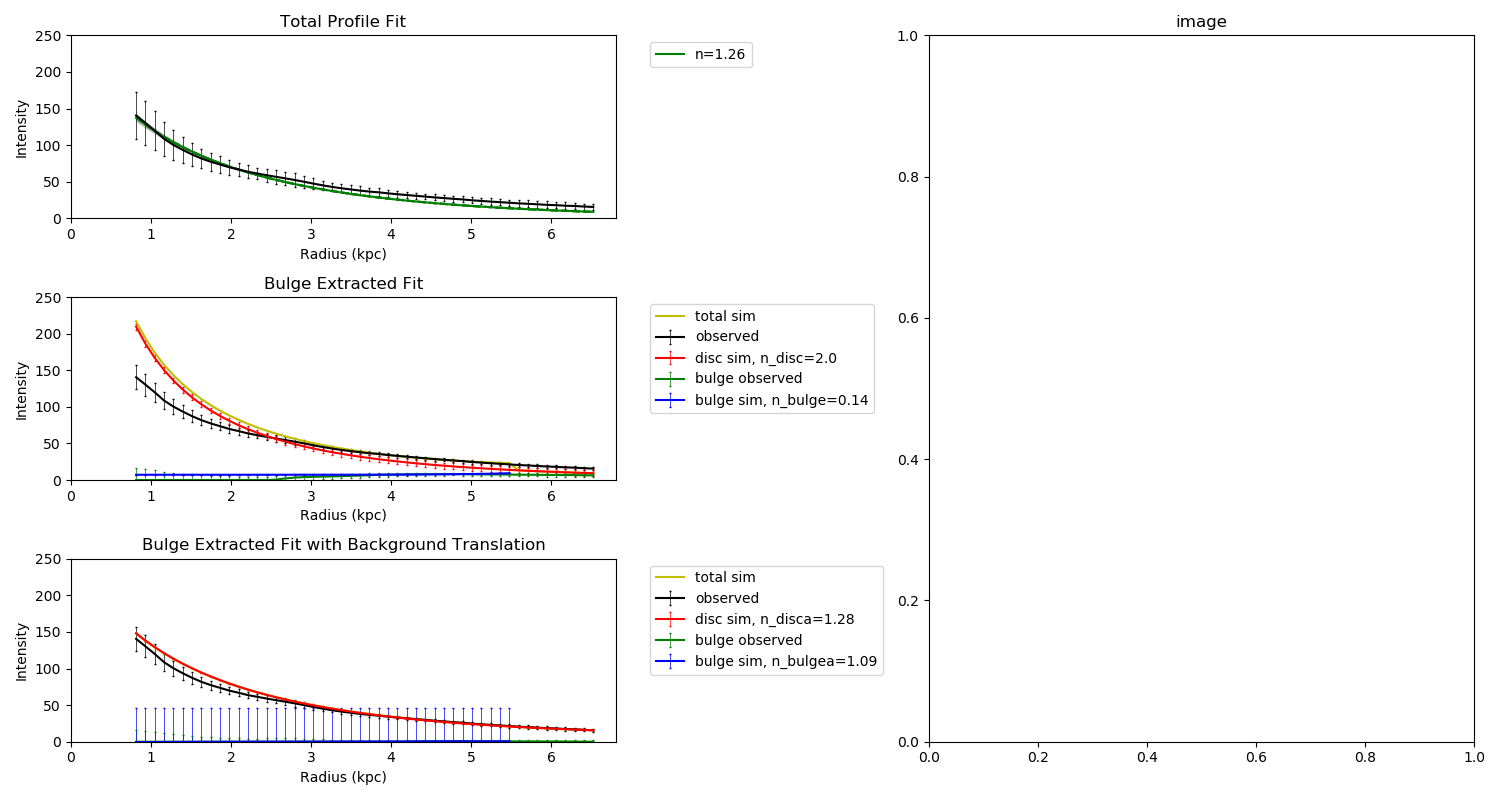 Total Profile Fit
250
200
150
100
50
0
0 1 2 3 4 5 6
Intensity
Radius (kpc)
n=1.26
Bulge Extracted Fit
250
200
150
100
50
0
0 1 2 3 4 5 6
Intensity
Radius (kpc)
total sim
observed
disc sim, n_disc=2.0
bulge observed
bulge sim, n_bulge=0.14
Bulge Extracted Fit with Background Translation
250
200
150
100
50
0
0 1 2 3 4 5 6
Intensity
Radius (kpc)
total sim
observed
disc sim, n_disca=1.28
bulge observed
bulge sim, n_bulgea=1.09
image
1.0
0.8
0.6
0.4
0.2
0.0
0.0 0.2 0.4 0.6 0.8 1.0